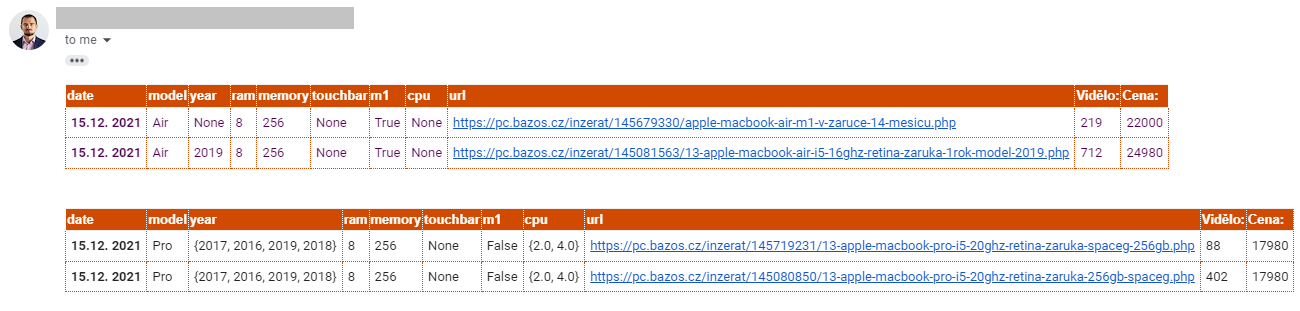 to me
date model year ram memory touchbar m1 cpu url Vidělo: Cena:
15.12. 2021 Air None 8 256 None True None https://pc.bazos.cz/inzerat/145679330/apple-macbook-air-m1-v-zaruce-14-mesicu.php 219 22000
15.12. 2021 Air 2019 8 256 None True None https://pc.bazos.cz/inzerat/145081563/13-apple-macbook-air-i5-16ghz-retina-zaruka-1rok-model-2019.php 712 24980
date model year ram memory touchbar m1 cpu url Vidělo: Cena:
15.12. 2021 Pro {2017, 2016, 2019, 2018} 8 256 None False {2.0, 4.0} https://pc.bazos.cz/inzerat/145719231/13-apple-macbook-pro-i5-20ghz-retina-zaruka-spaceg-256gb.php 88 17980
15.12. 2021 Pro {2017, 2016, 2019, 2018} 8 256 None False {2.0, 4.0} https://pc.bazos.cz/inzerat/145080850/13-apple-macbook-pro-i5-20ghz-retina-zaruka-256gb-spaceg.php 402 17980